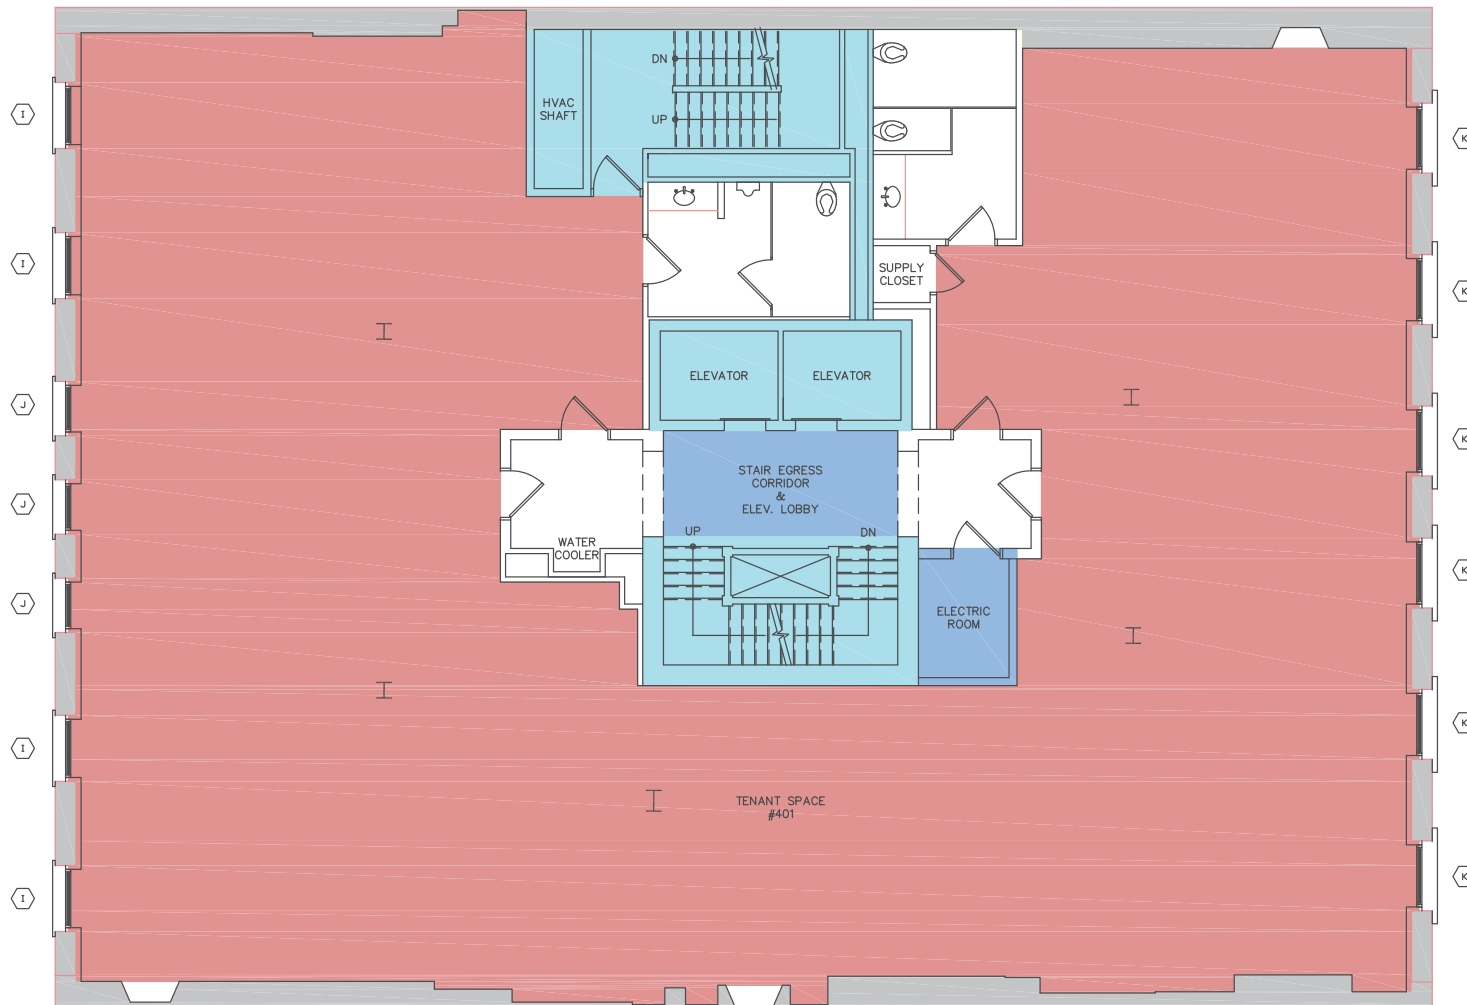 DN
HVAC
SHAFT
UP
I
K
I
SUPPLY
CLOSET
K
ELEVATOR
ELEVATOR
J
K
STAIR EGRESS
CORRIDOR
&
ELEV. LOBBY
J
UP
DN
WATER
COOLER
K
J
ELECTRIC
ROOM
K
I
TENANT SPACE
#401
K
I